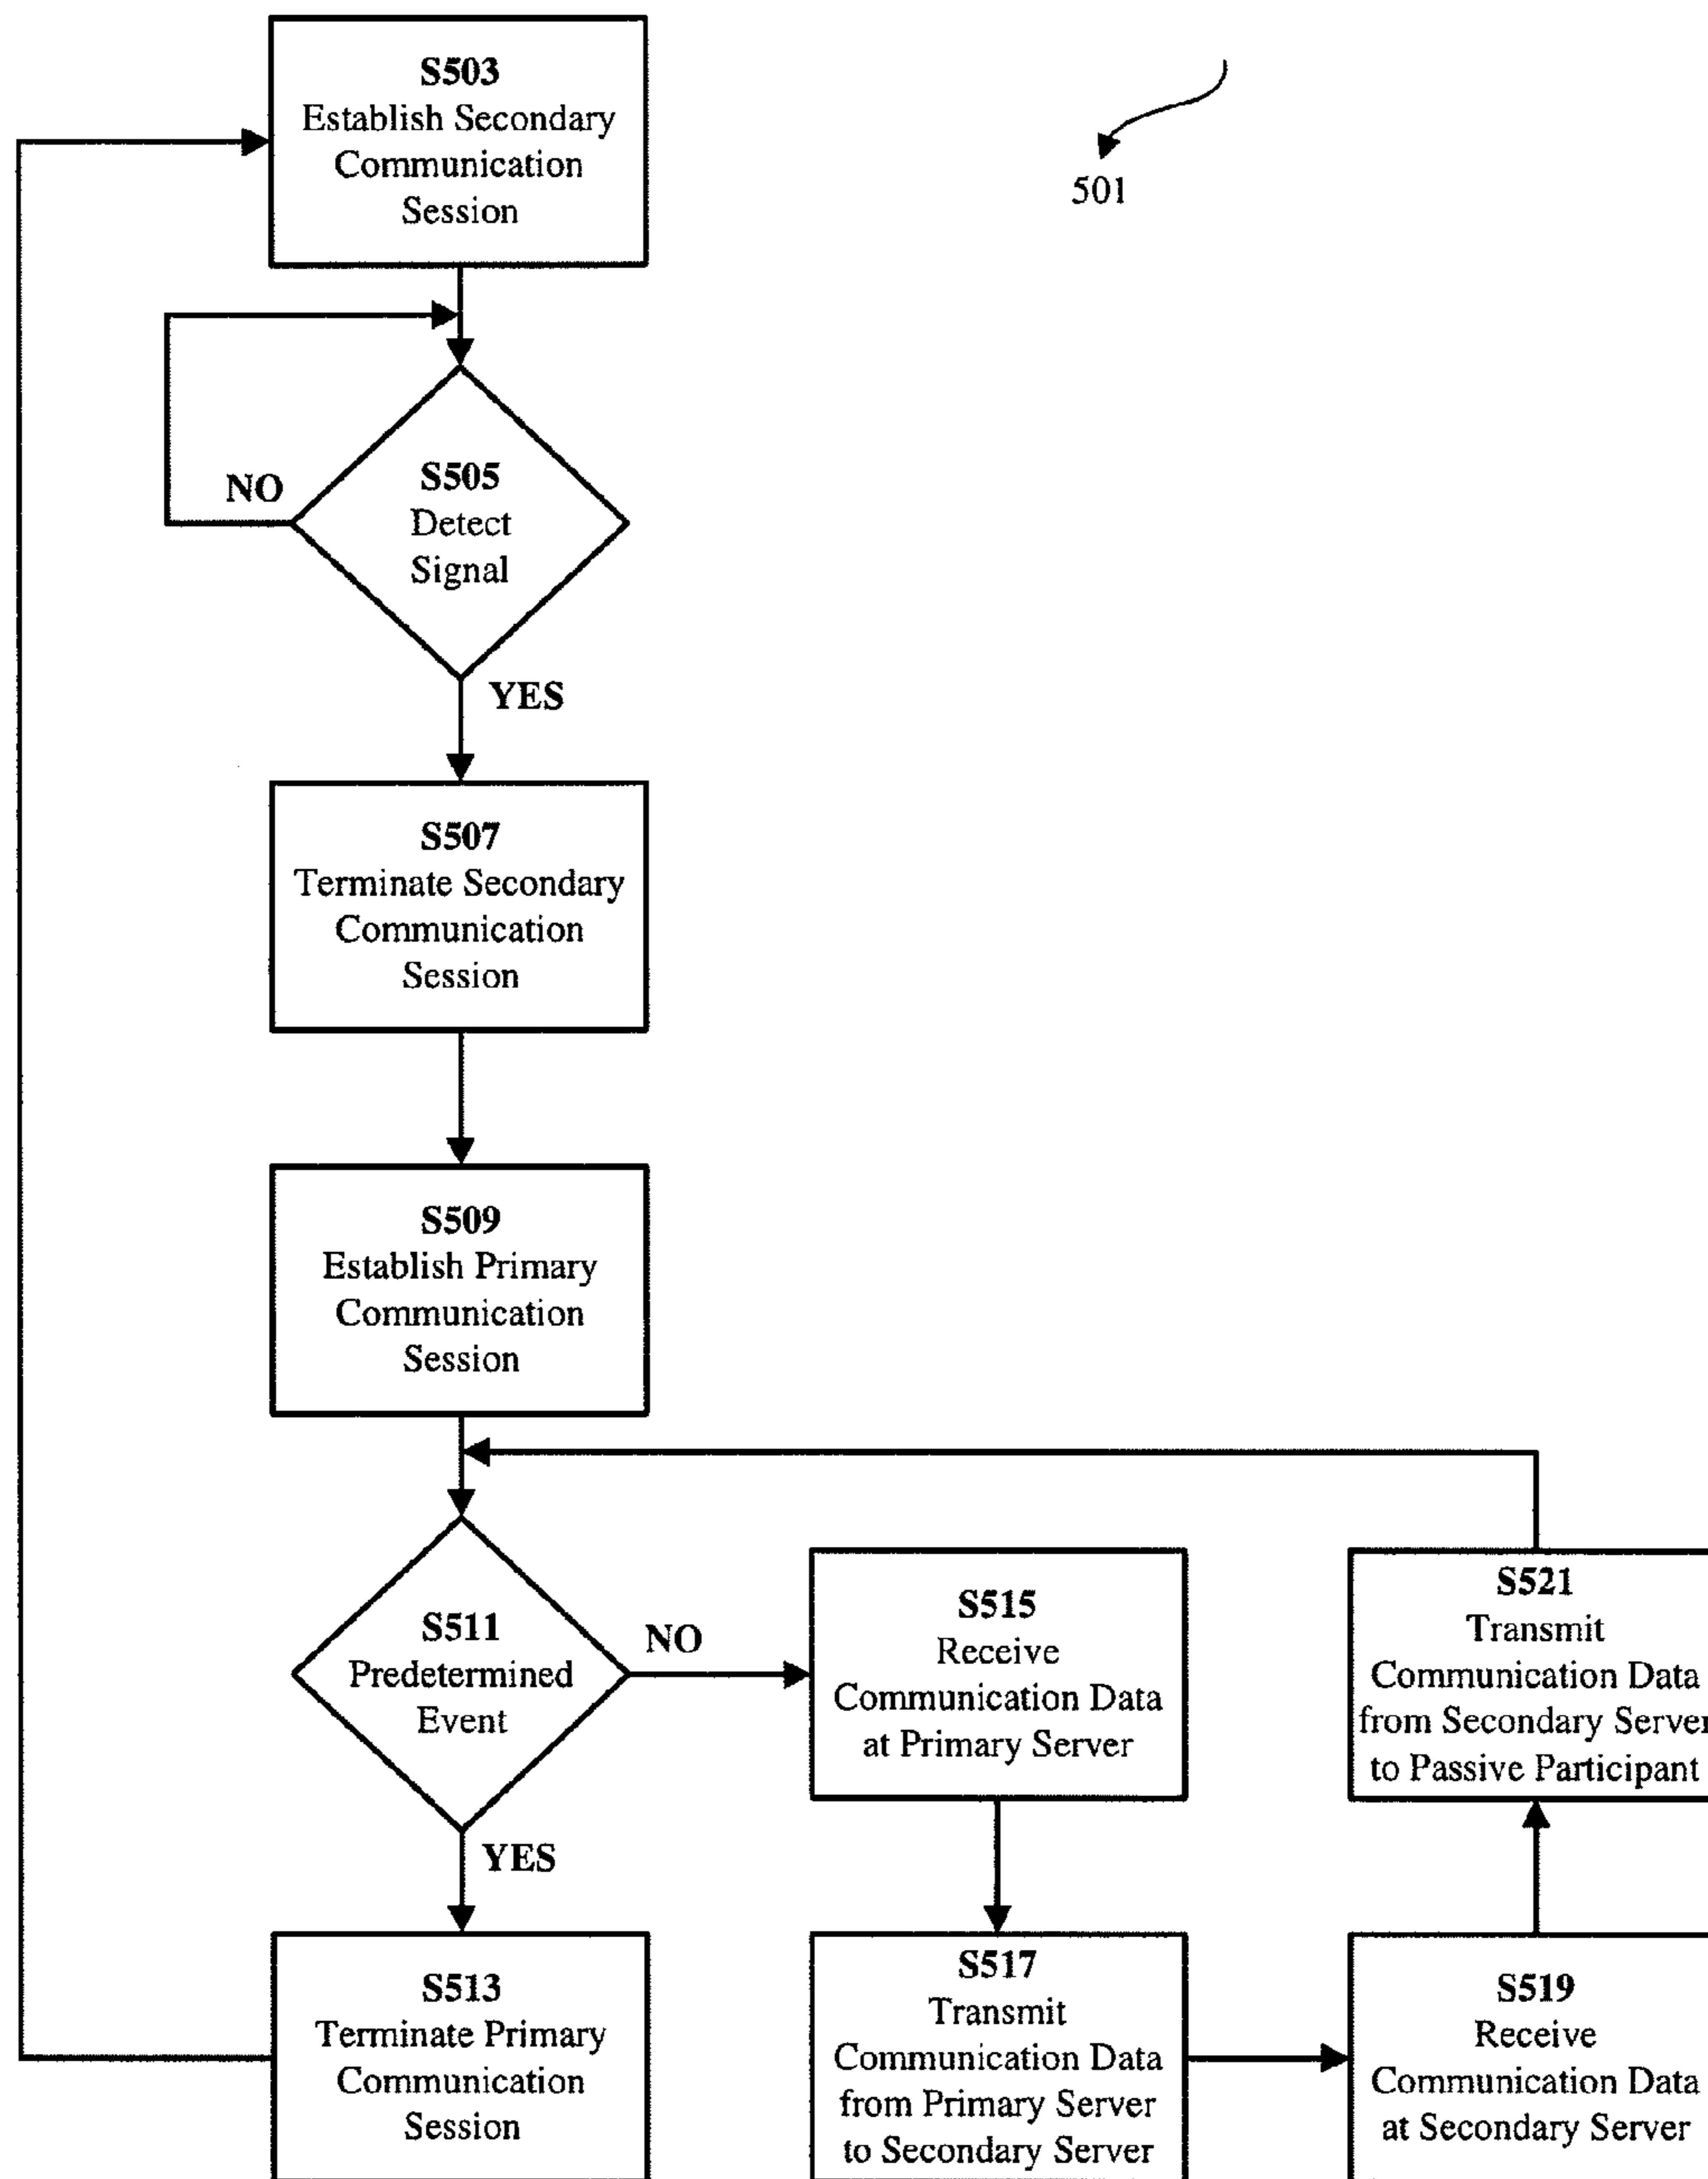 S503
Establish Secondary
Communication
Session
501
NO
S505
Detect
Signal
YES
S507
Terminate Secondary
Communication
Session
S509
Establish Primary
Communication
Session
S511
Predetermined
Event
NO
YES
S513
Terminate Primary
Communication
Session
S515
Receive
Communication Data
at Primary Server
S517
Transmit
Communication Data
from Primary Server
to Secondary Server
S519
Receive
Communication Data
at Secondary Server
S521
Transmit
Communication Data
from Secondary Server
to Passive Participant